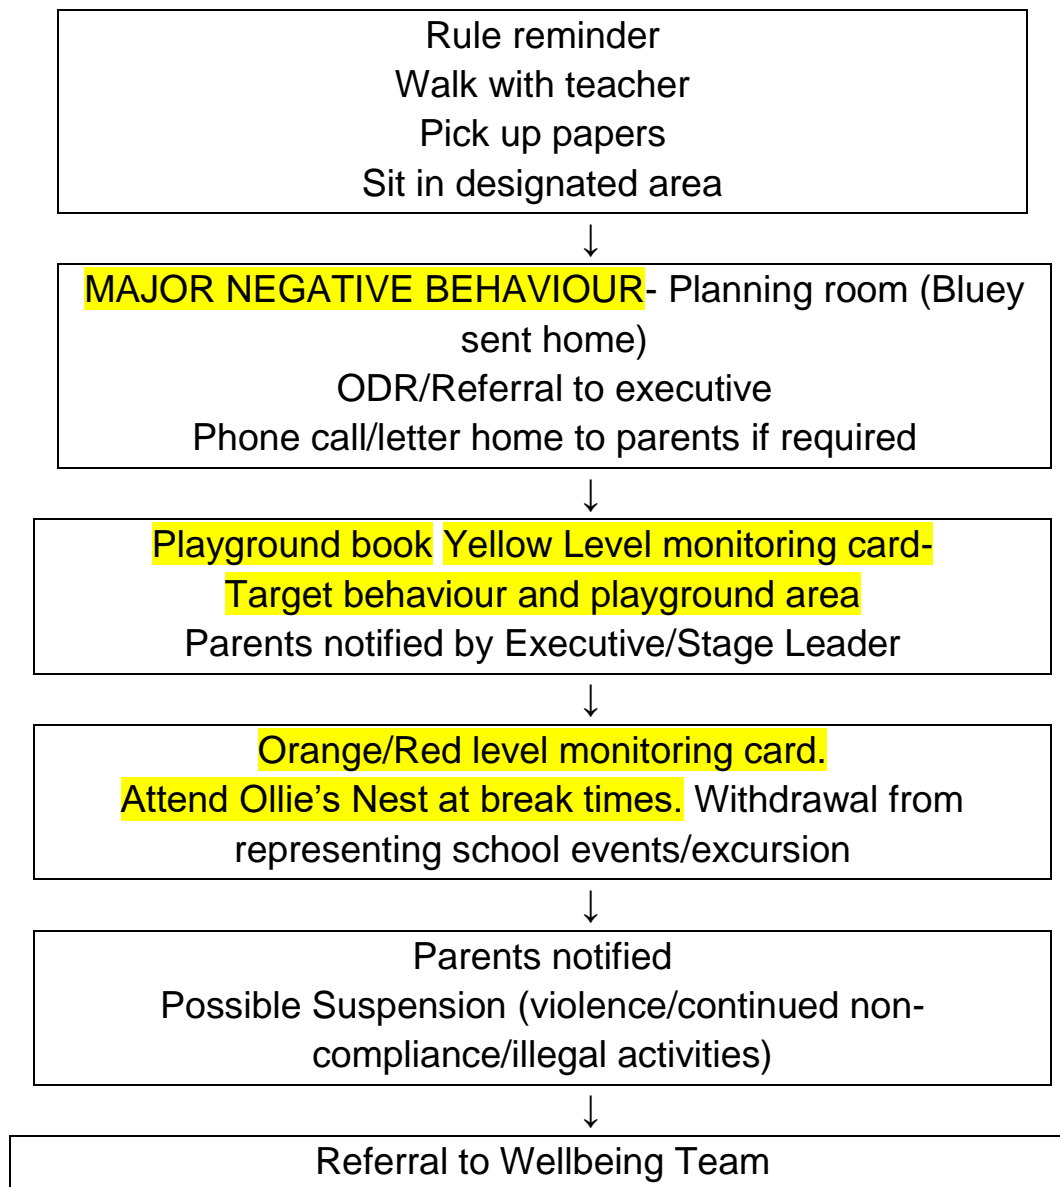 Rule reminder
Walk with teacher
Pick up papers
Sit in designated area
↓
MAJOR NEGATIVE BEHAVIOUR- Planning room (Bluey
sent home)
ODR/Referral to executive
Phone call/letter home to parents if required
↓
Playground book Yellow Level monitoring card-
Target behaviour and playground area
Parents notified by Executive/Stage Leader
↓
Orange/Red level monitoring card.
Attend Ollie’s Nest at break times. Withdrawal from
representing school events/excursion
↓
Parents notified
Possible Suspension (violence/continued non-
compliance/illegal activities)
↓
Referral to Wellbeing Team